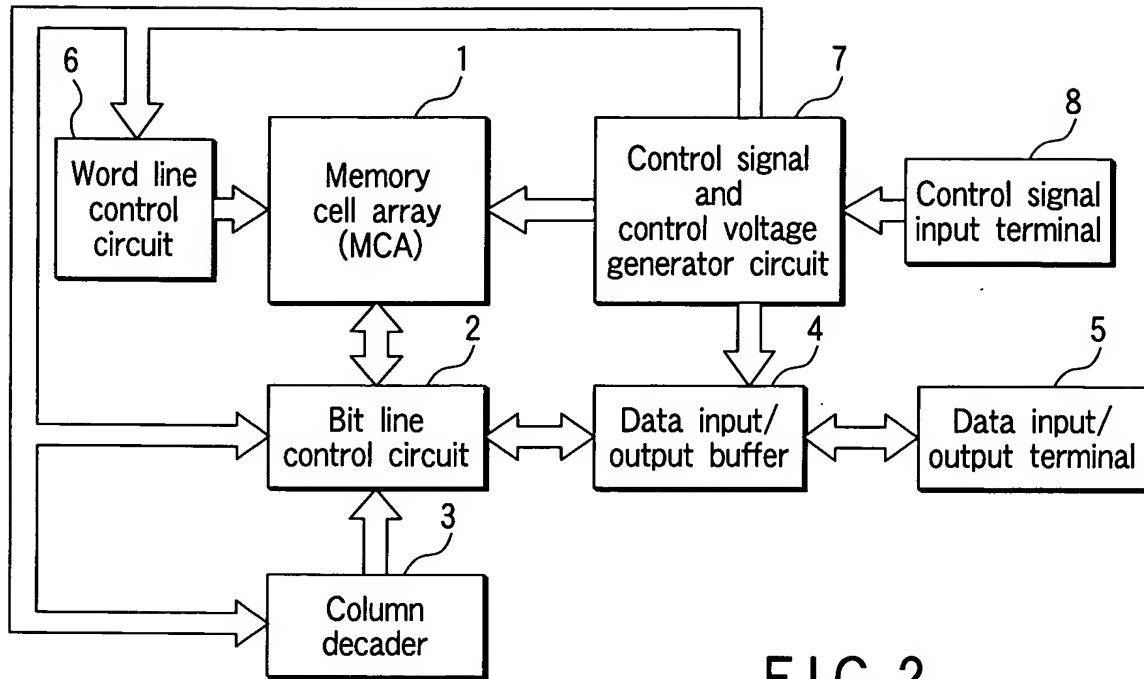 6
1
7
8
Word line
control
circuit
Memory
cell array
(MCA)
Control signal
and
control voltage
generator circuit
Control signal
input terminal
2
4
5
Bit line
control circuit
Data input/
output buffer
Data input/
output terminal
3
Column
decader
FIG. 2